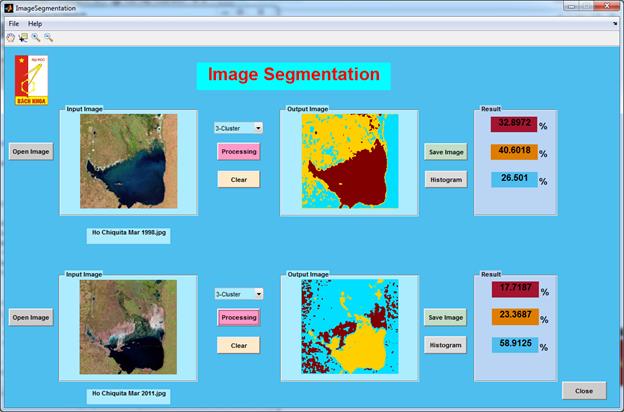 ImageSegmentation
File Help
ĐẠI HỌC
BÁCH KHOA
Image Segmentation
Input Image
Output Image
Result
Open Image
3-Cluster
Processing
Clear
Save Image
Histogram
32.8972 %
40.6018 %
26.501 %
Ho Chiquita Mar 1998.jpg
Input Image
Output Image
Result
Open Image
3-Cluster
Processing
Clear
Save Image
Histogram
17.7187 %
23.3687 %
58.9125 %
Ho Chiquita Mar 2011.jpg
Close